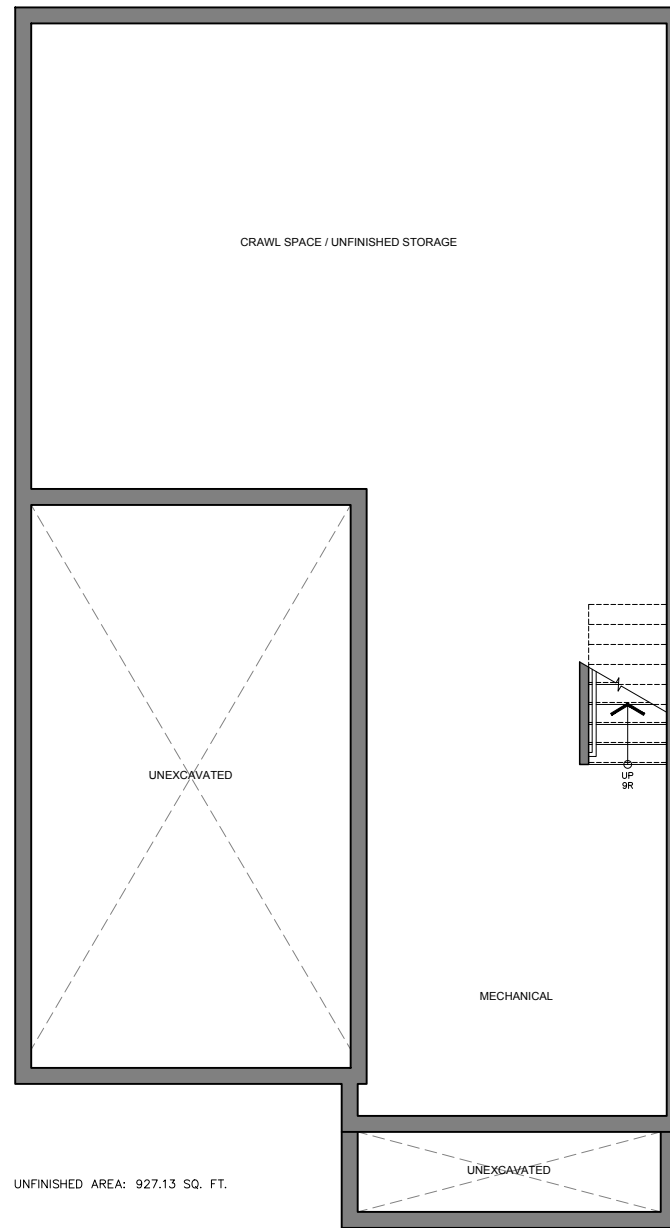 CRAWL SPACE / UNFINISHED STORAGE
UNEXCAVATED
UP
9R
MECHANICAL
UNEXCAVATED
UNFINISHED AREA: 927.13 SQ. FT.